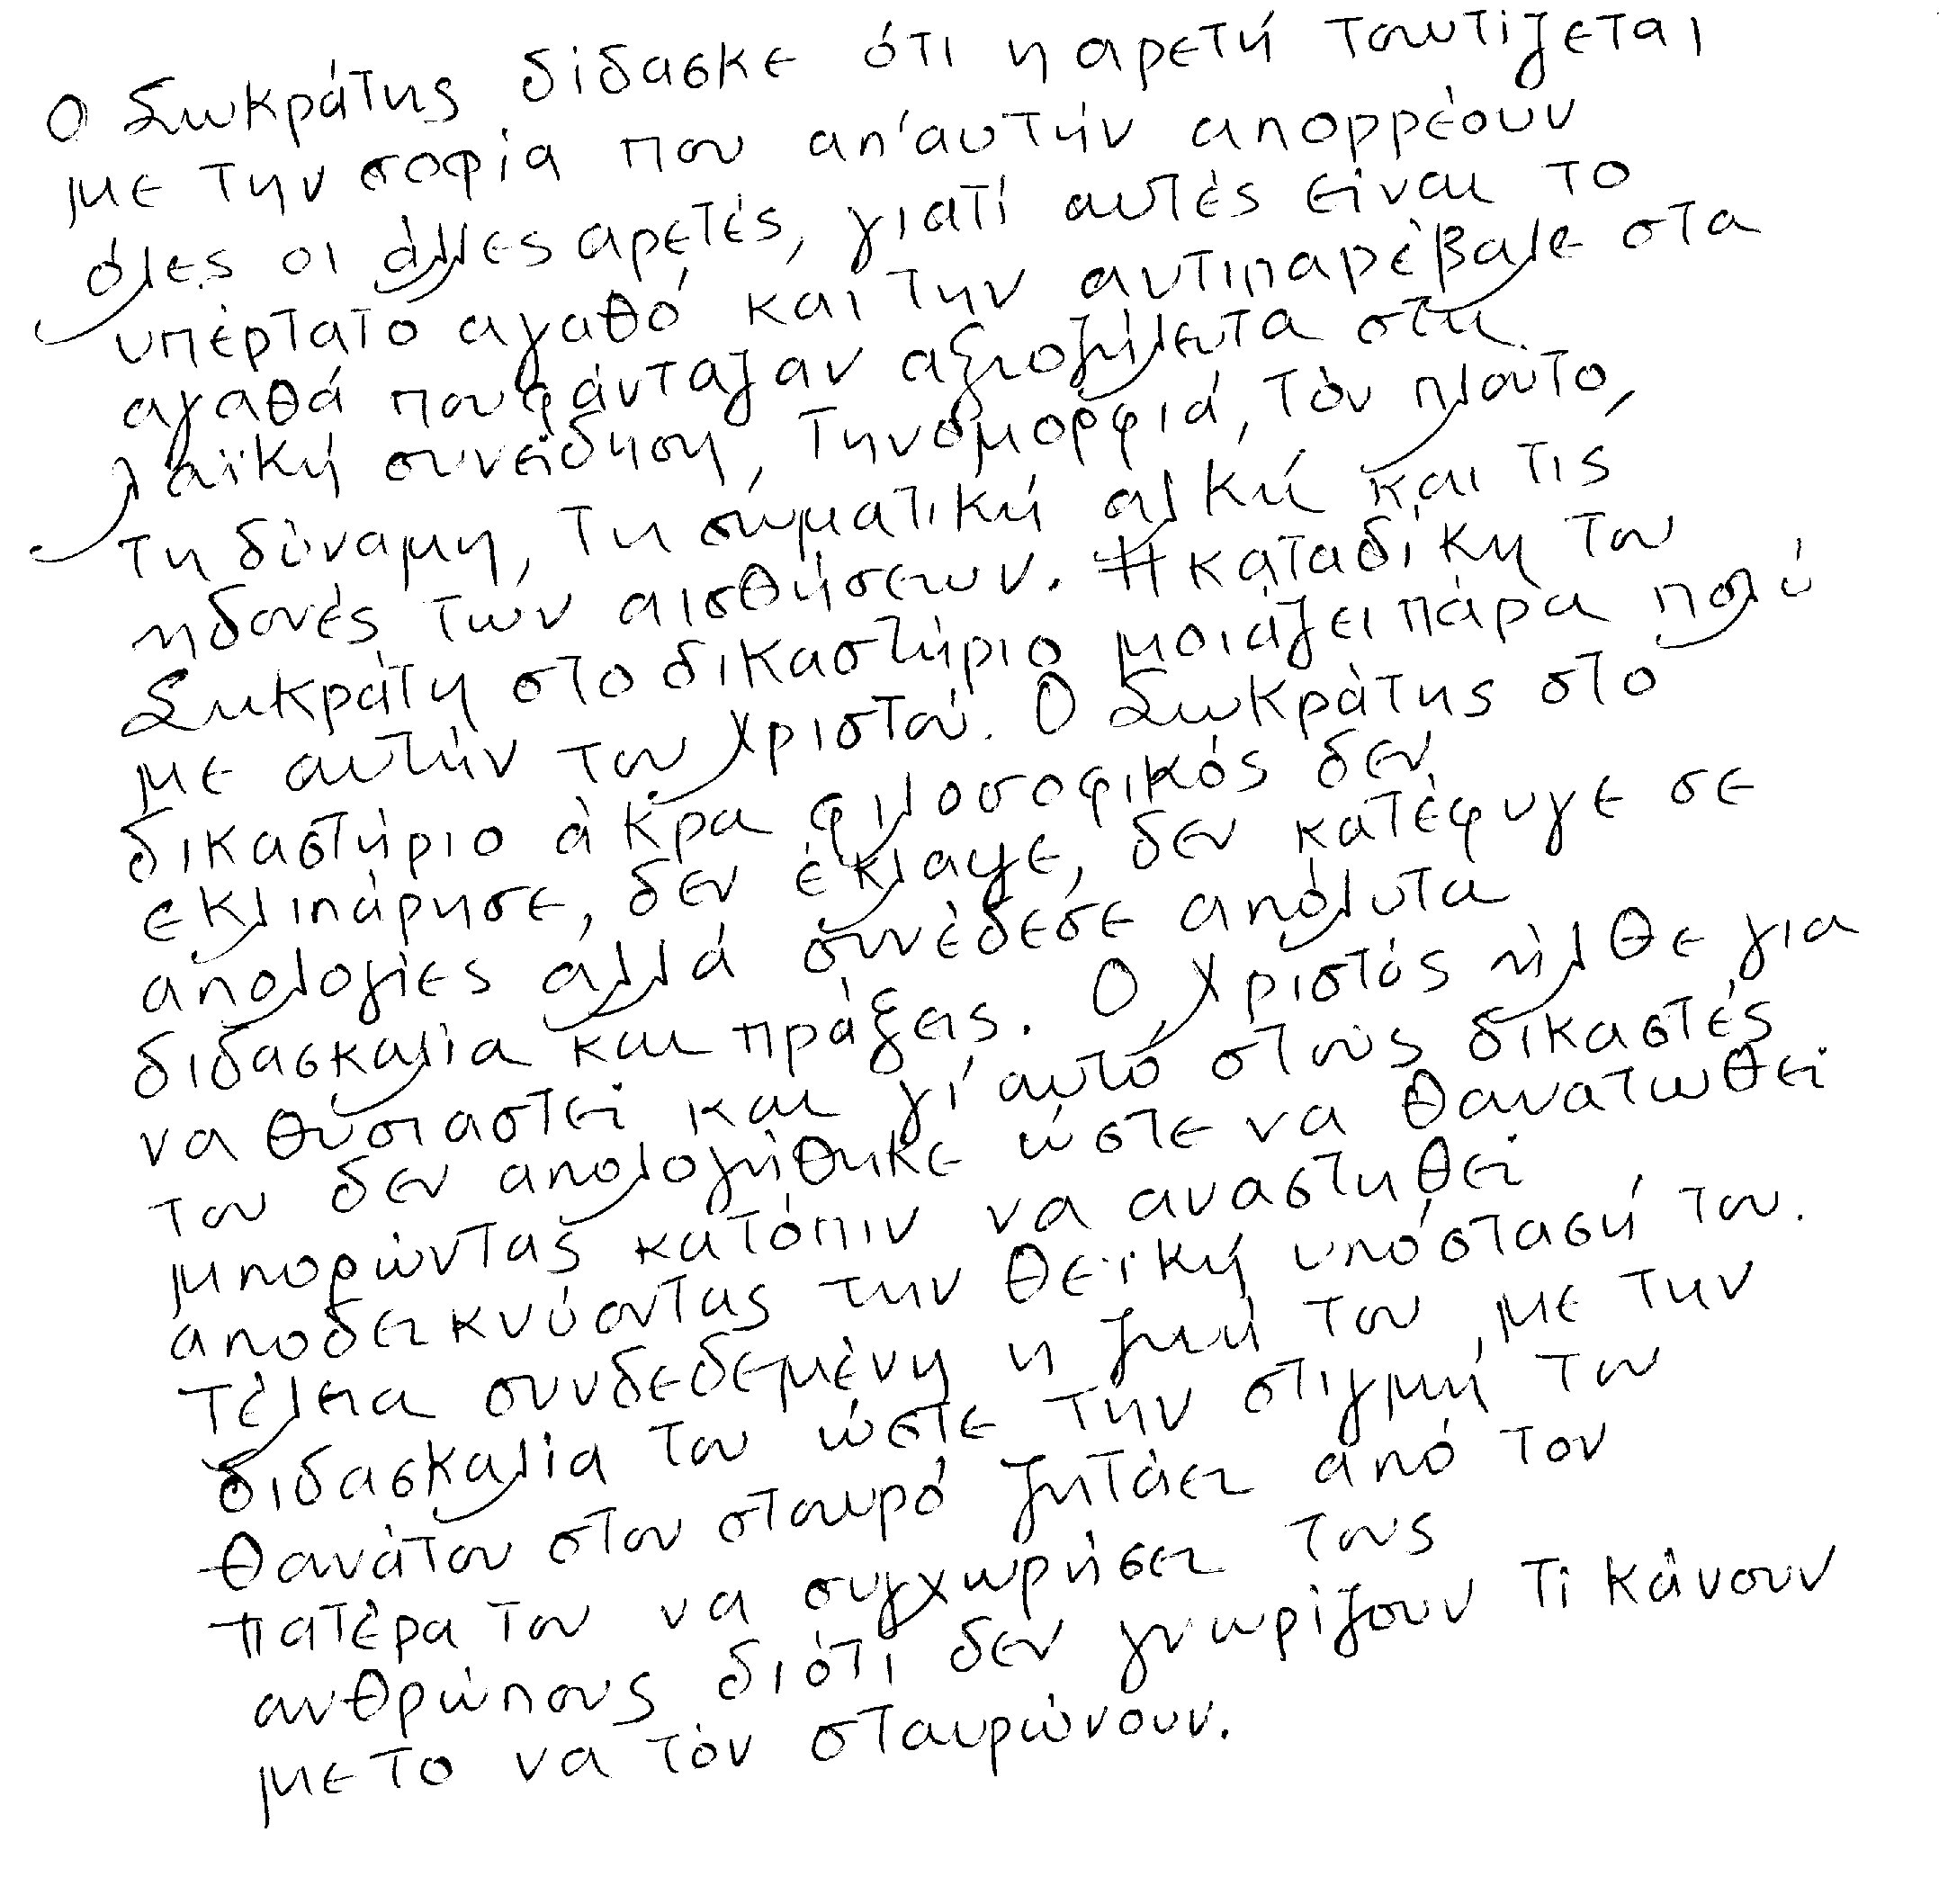 Ο Σωκράτης δίδασκε ότι η αρετή ταυτίζεται
με την σοφία που απ'αυτήν απορρέουν
όλες οι άλλες αρετές, γιατί αυτές είναι το
υπέρτατο αγαθό και την αντιπαρέβαλε στα
αγαθά που φάνταζαν αξιοζήλευτα στη
λαϊκή συνείδηση, την ομορφιά, τον πλούτο,
τη δύναμη, τη σωματική αλκή και τις
ηδονές των αισθήσεων. Η καταδίκη του
Σωκράτη στο δικαστήριο μοιάζει πάρα πολύ
με αυτήν του Χριστού. Ο Σωκράτης στο
δικαστήριο άκρα φιλοσοφικός δεν
εκλιπάρησε, δεν έκλαψε, δεν κατέφυγε σε
απολογίες αλλά συνέδεσε απόλυτα
διδασκαλία και πράξεις. Ο Χριστός ήλθε για
να θυσιαστεί και γι'αυτό στους δικαστές
του δεν απολογήθηκε ώστε να θανατωθεί
μπορώντας κατόπιν να αναστηθεί
αποδεικνύοντας την θεϊκή υπόστασή του.
Τέλεια συνδεδεμένη η ζωή του, με την
διδασκαλία του ώστε την στιγμή του
θανάτου στον σταυρό ζητάει από τον
πατέρα του να συγχωρήσει τους
ανθρώπους διότι δεν γνωρίζουν τί κάνουν
με το να τον σταυρώνουν.